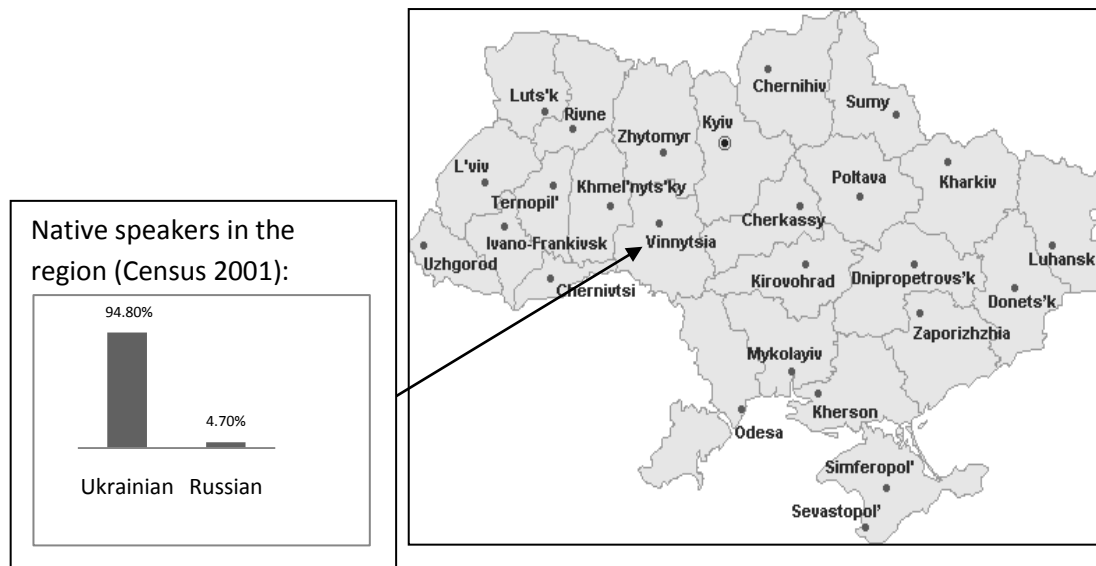 Native speakers in the
region (Census 2001):
94.80%
4.70%
Ukrainian Russian
Chernihiv
Sumy
Luts'k
Rivne
Kyiv
Zhytomyr
L'viv
Kharkiv
Poltava
Ternopil'
Khmel'nyts'ky
Cherkassy
Ivano-Frankivsk
Vinnytsia
Uzhgorod
Luhansk
Chernivtsi
Kirovohrad
Dnipropetrovs'k
Donets'k
Zaporizhzhia
Mykolayiv
Kherson
Odesa
Simferopol'
Sevastopol'